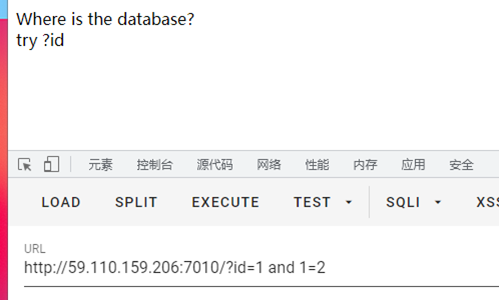 Where is the database?
try ?id
元素 控制台 源代码 网络 性能 内存 应用 安全
LOAD SPLIT EXECUTE TEST SQLI XSS
URL
http://59.110.159.206:7010/?id=1 and 1=2